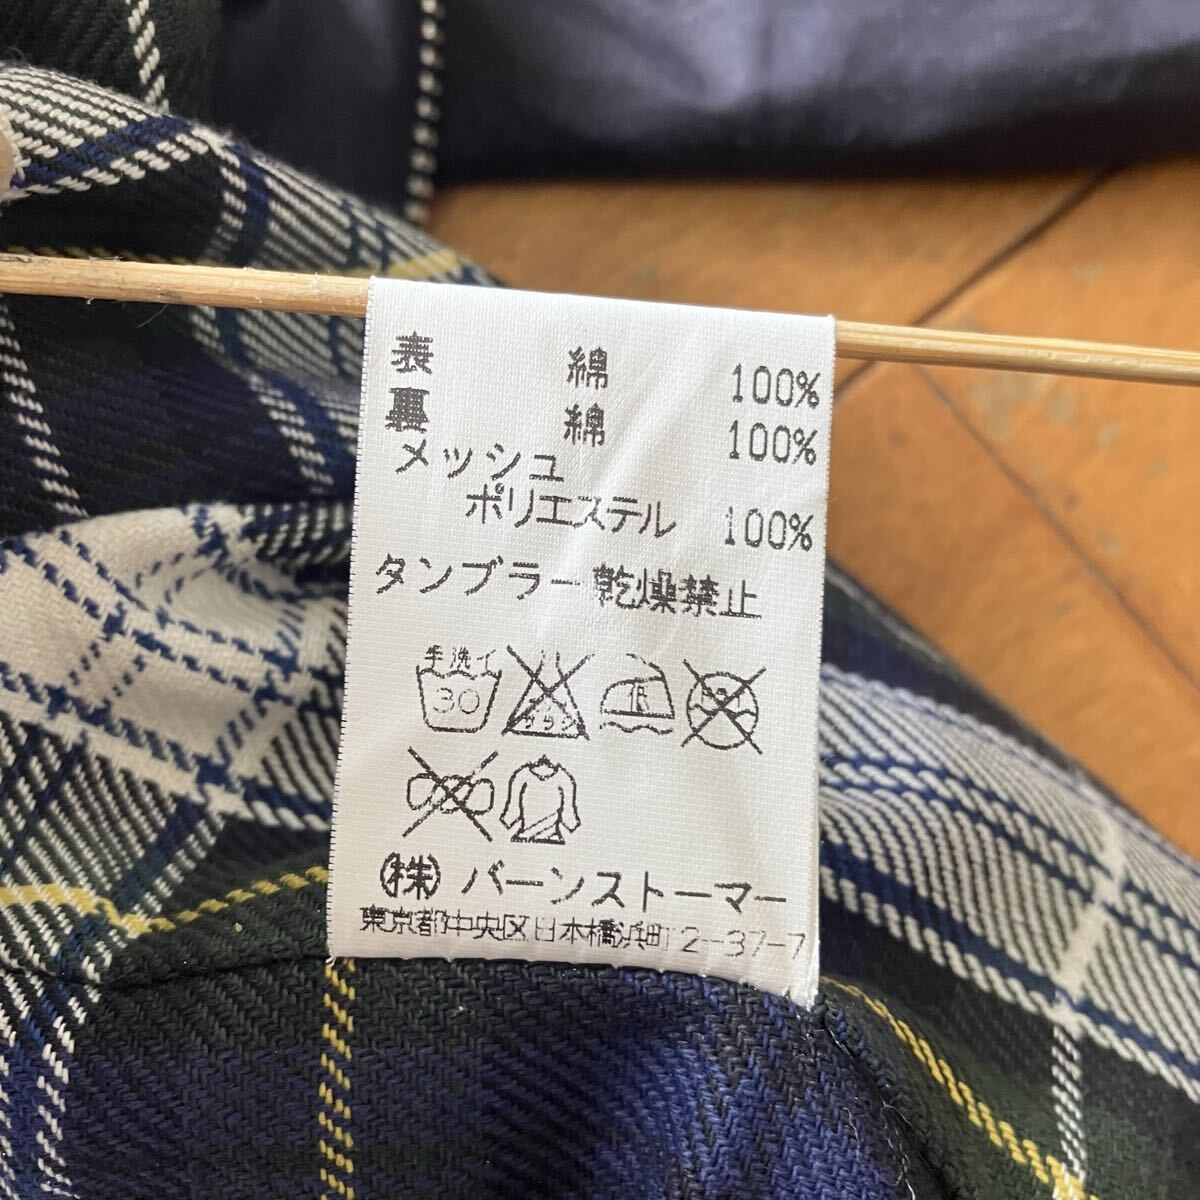 表 綿 100%
裏 綿 100%
メッシュ
ポリエステル 100%
タンブラー乾燥禁止
手洗イ
30
低
(株)バーンストーマー
東京都中央区日本橋浜町2-37-7